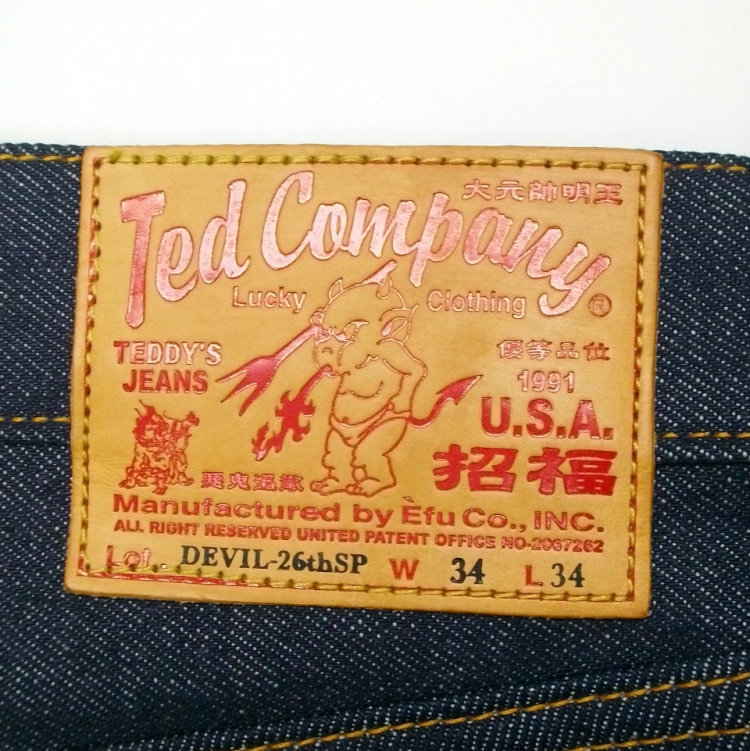 大元帥明王
Ted Company
Lucky Clothing ®
TEDDY'S
JEANS
優等品位
1991
U.S.A.
招福
悪鬼退散
Manufactured by Èfu Co., INC.
ALL RIGHT RESERVED UNITED PATENT OFFICE NO-2067262
Lot. DEVIL-26thSP W 34 L 34